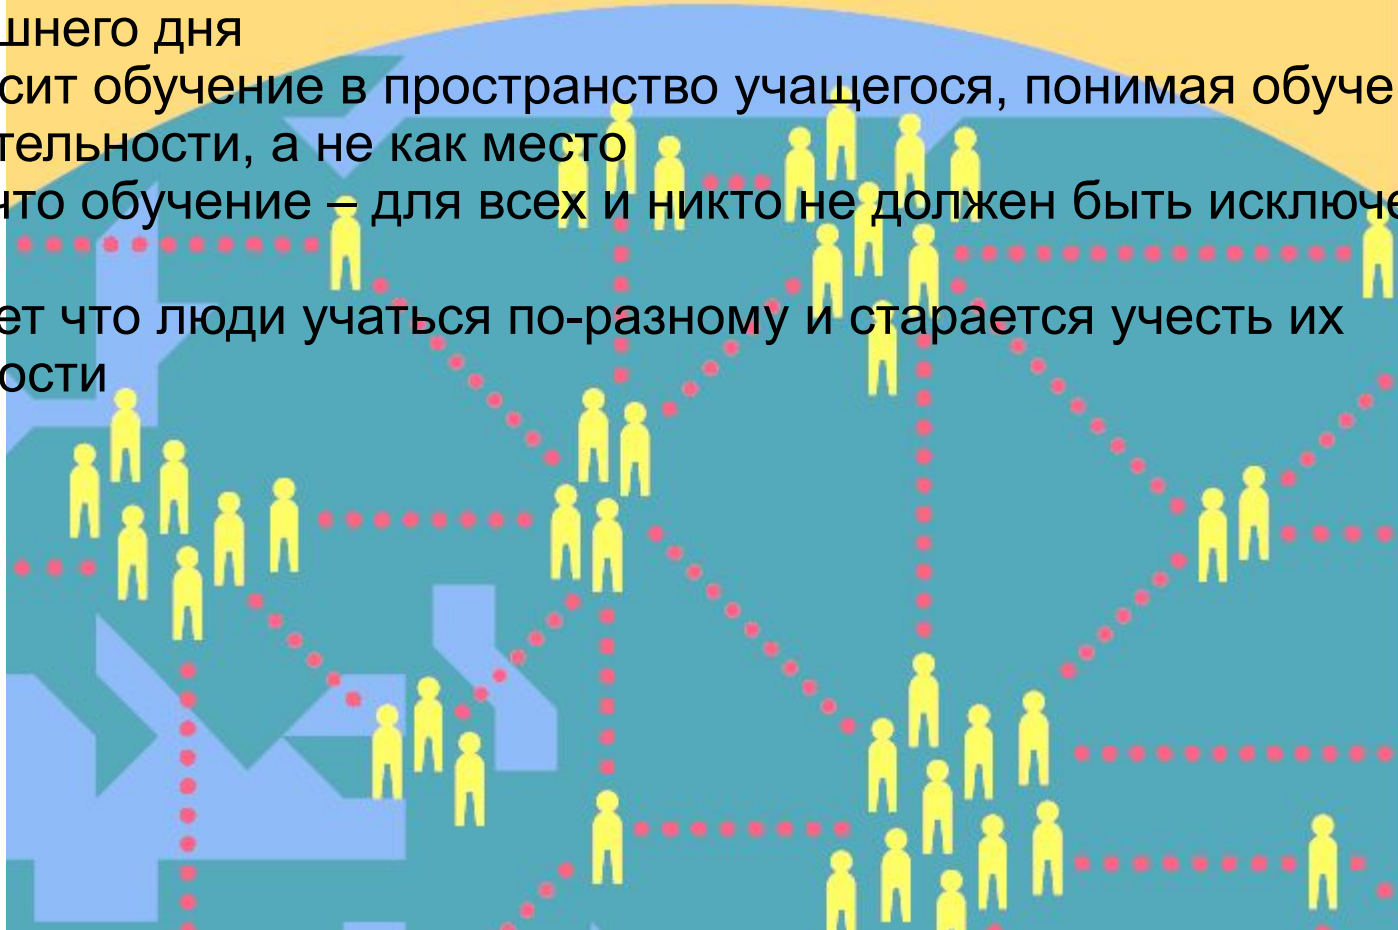 шнего дня
сит обучение в пространство учащегося, понимая обуче
тельности, а не как место
что обучение – для всех и никто не должен быть исключе
ет что люди учаться по-разному и старается учесть их
ости